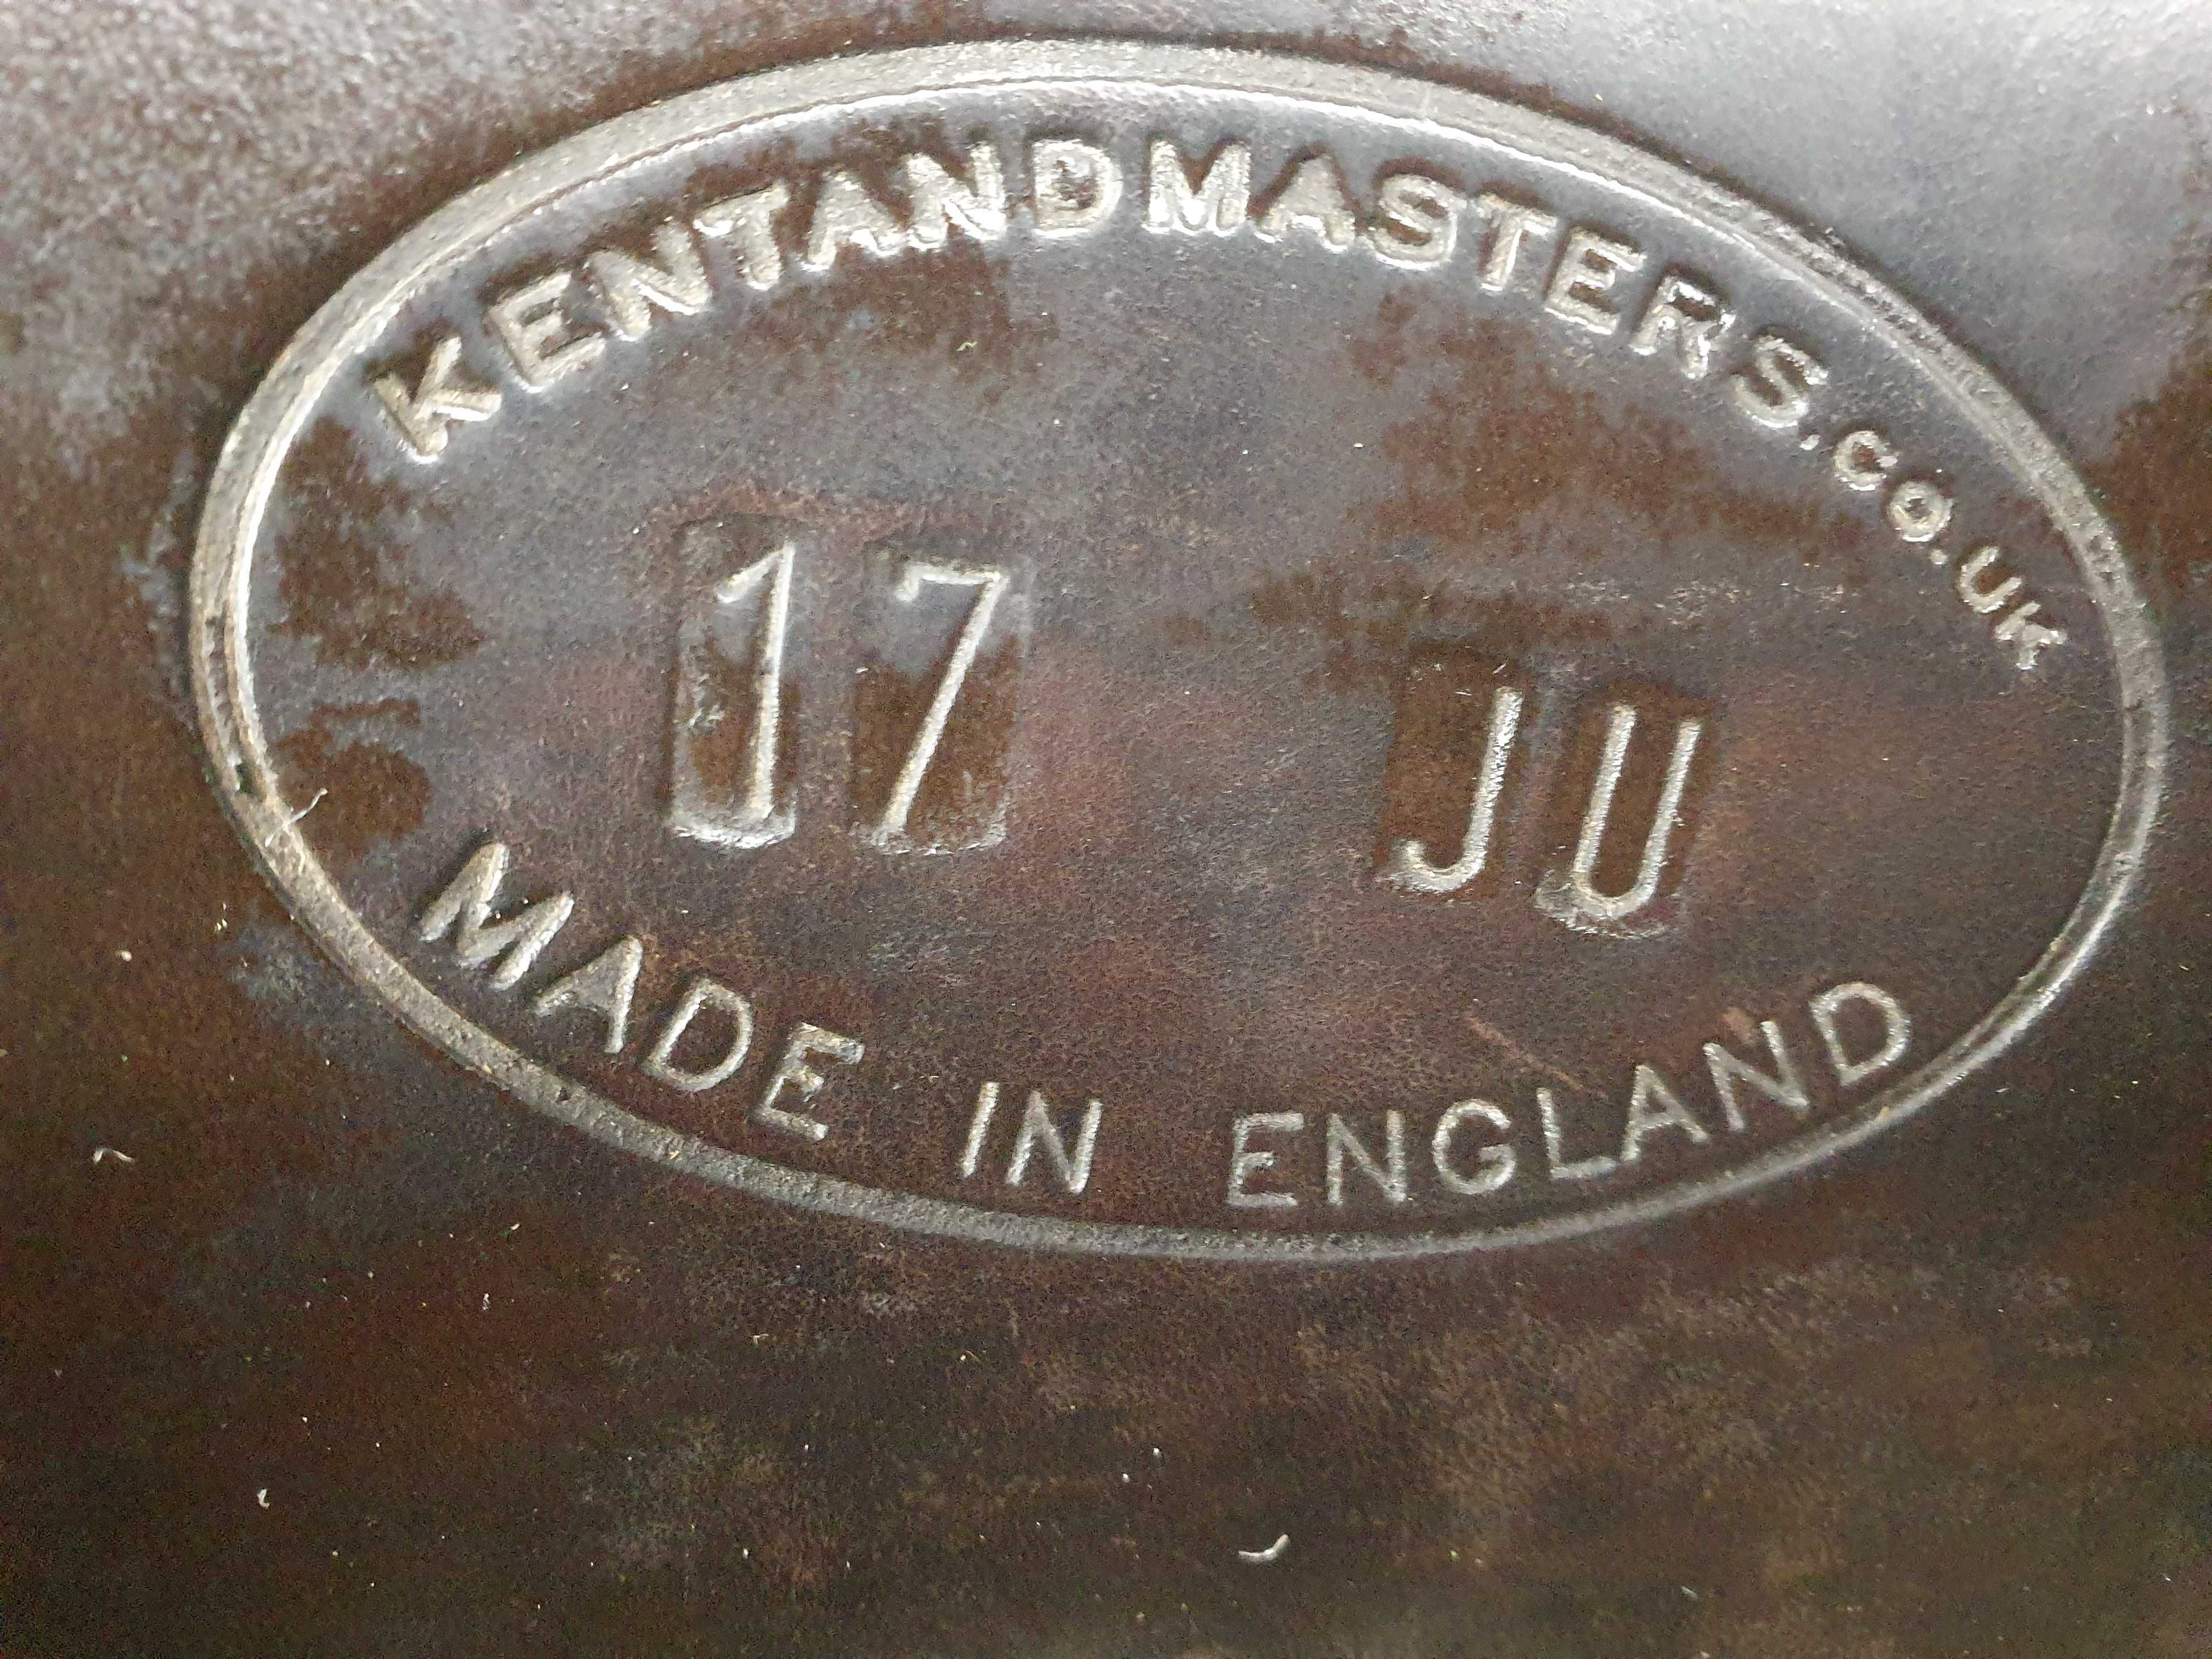 KENTANDMASTERS.CO.UK
17 JU
MADE IN ENGLAND